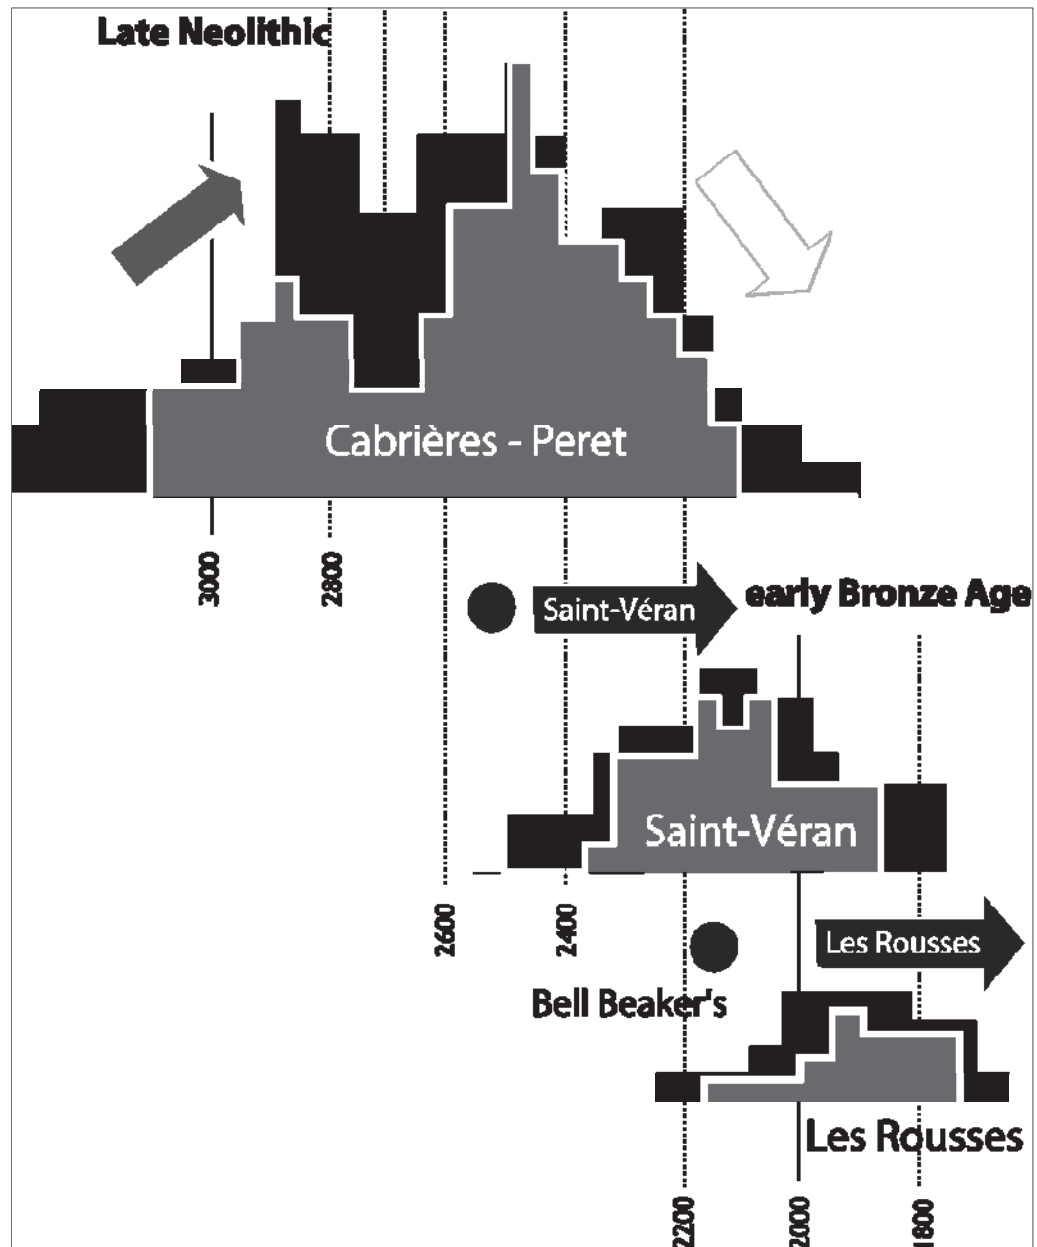 Late Neolithic
Cabrières - Peret
3000
2800
Saint-Véran
early Bronze Age
Saint-Véran
2600
2400
Les Rousses
Bell Beaker's
Les Rousses
2200
2000
1800